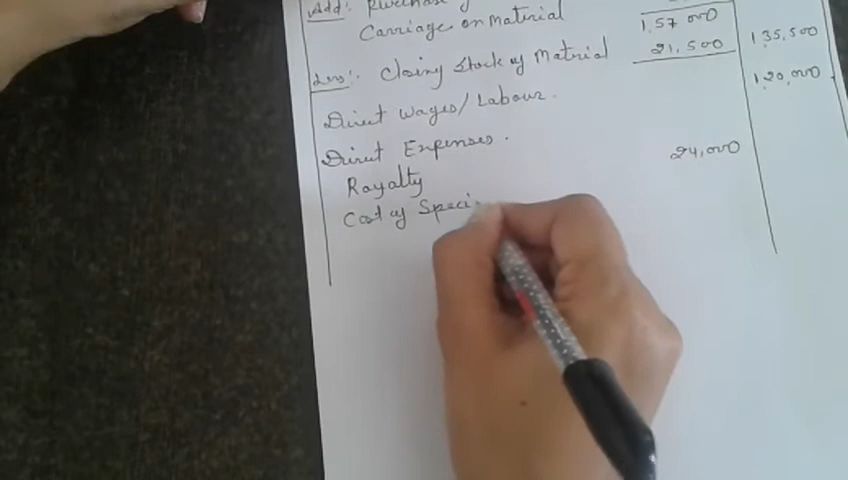 Add:
Carriage on material
1,57 000
Less:. Closing Stock of Material 21,500 1,35,500
Direct Wages/Labour. 1,20,000
Direct Expenses.
Royalty 24,000
Cost of Speci